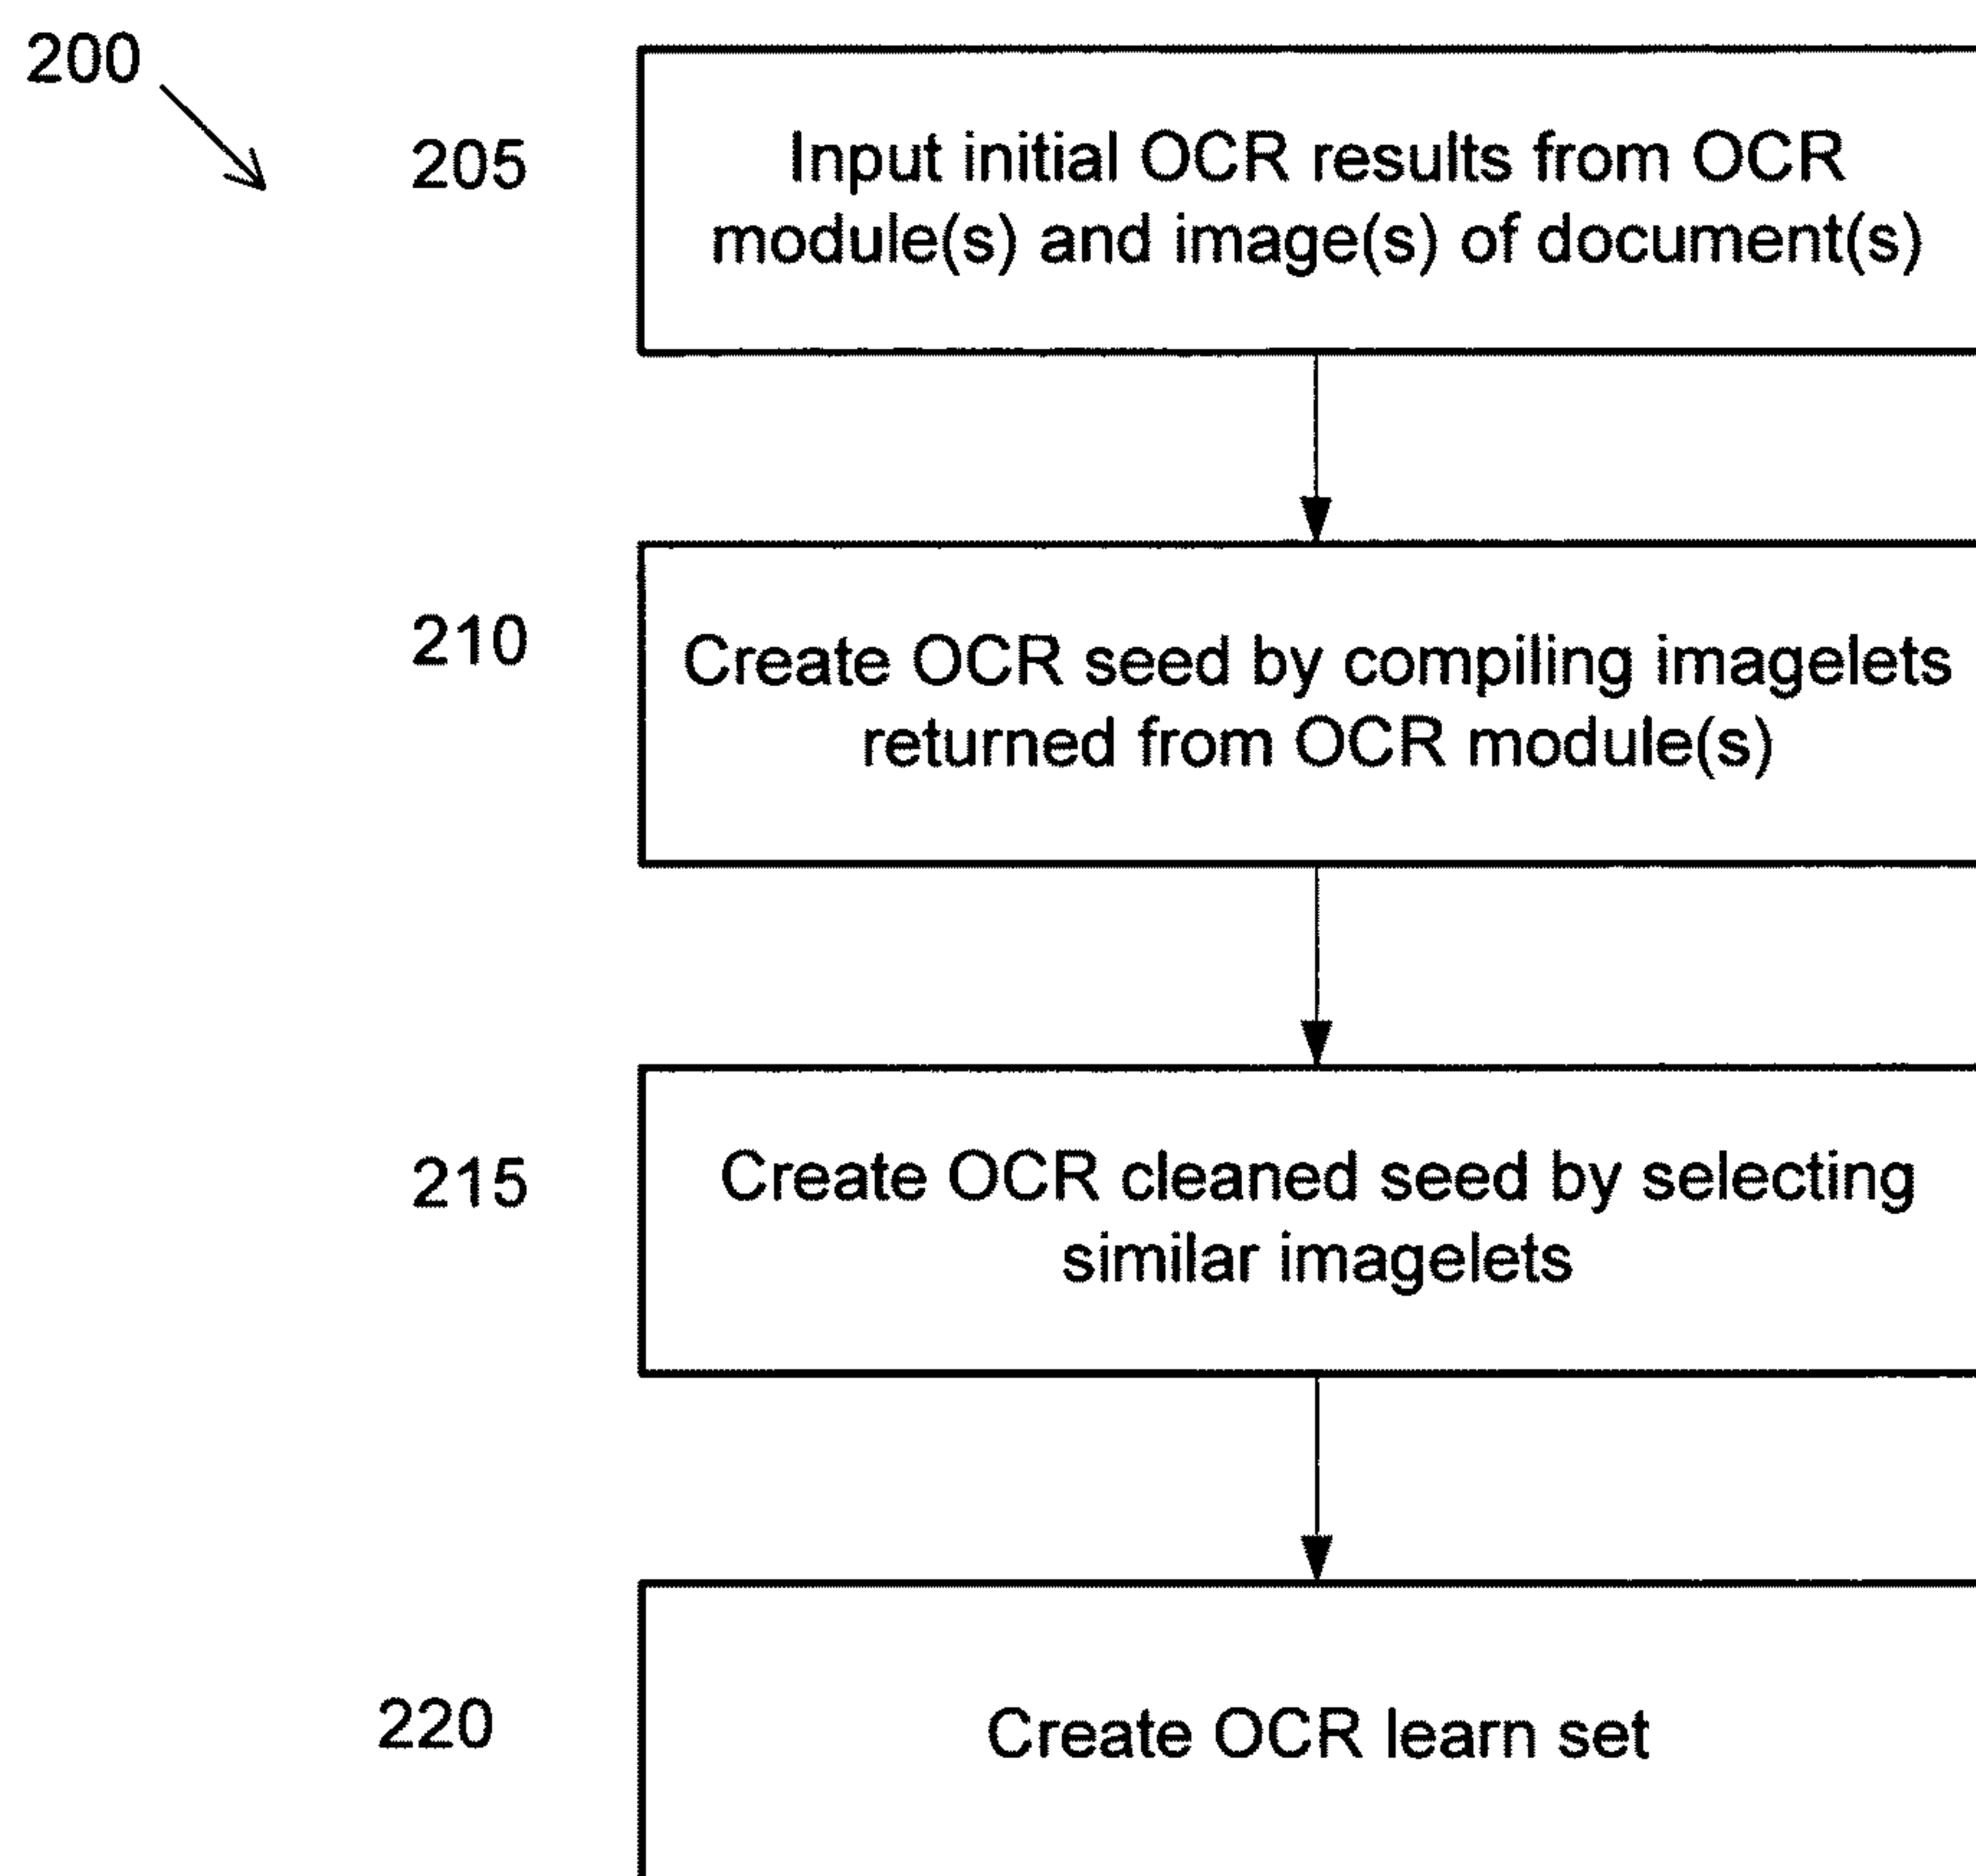 200
205
Input initial OCR results from OCR
module(s) and image(s) of document(s)
210
Create OCR seed by compiling imagelets
returned from OCR module(s)
215
Create OCR cleaned seed by selecting
similar imagelets
220
Create OCR learn set